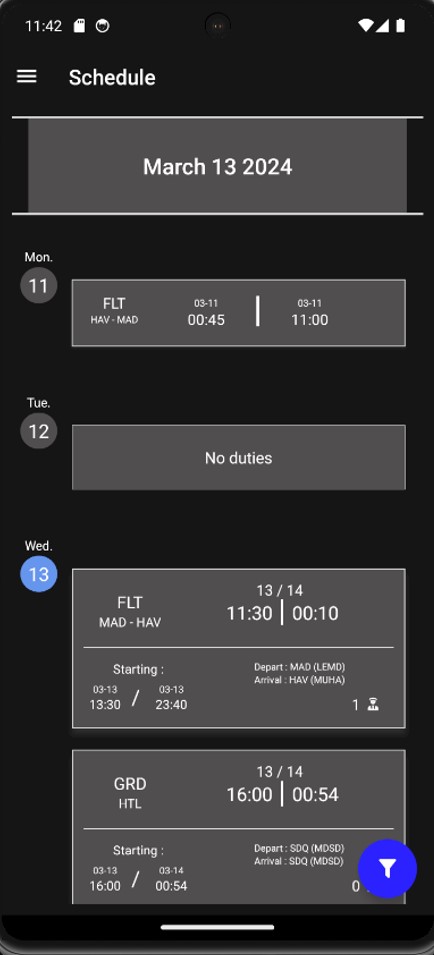 11:42
Schedule
March 13 2024
Mon.
11
FLT
HAV - MAD
03-11
00:45
03-11
11:00
Tue.
12
No duties
Wed.
13
FLT
MAD - HAV
13 / 14
11:30 | 00:10
Starting :
03-13
13:30
/
03-13
23:40
Depart : MAD (LEMD)
Arrival : HAV (MUHA)
1
GRD
HTL
13 / 14
16:00 | 00:54
Starting :
03-13
16:00
/
03-14
00:54
Depart : SDQ (MDSD)
Arrival : SDQ (MDSD)
0